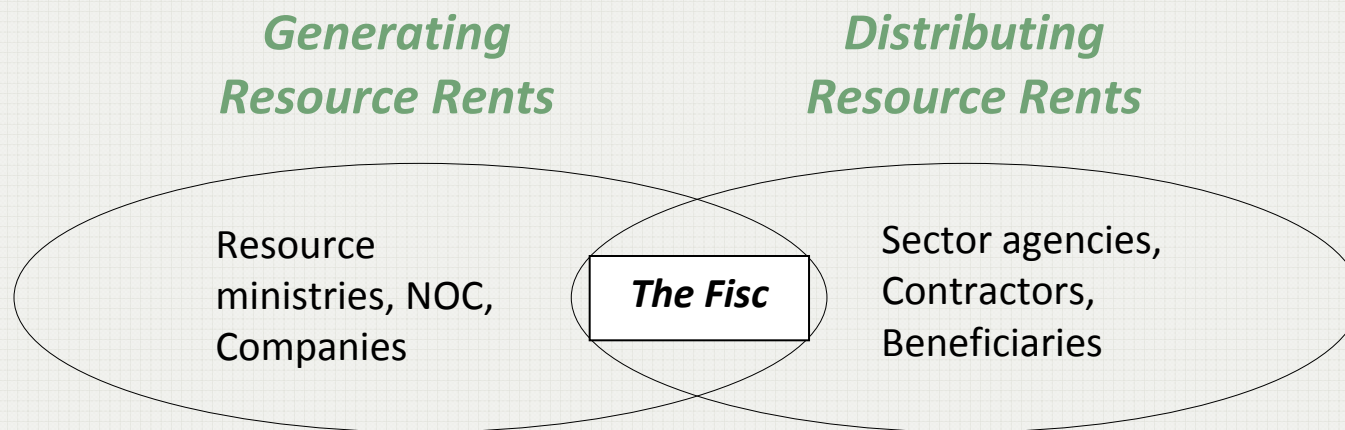 Generating
Resource Rents
Distributing
Resource Rents
Resource
ministries, NOC,
Companies
The Fisc
Sector agencies,
Contractors,
Beneficiaries